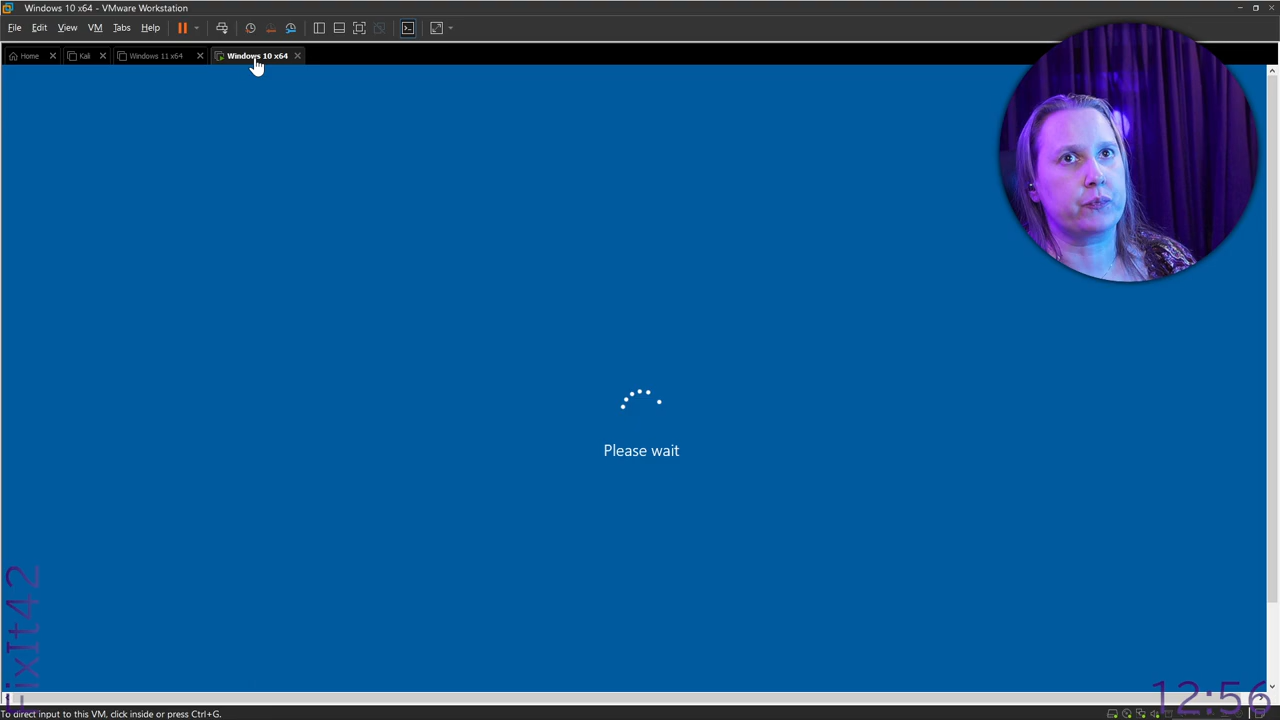 Windows 10 x64 - VMware Workstation
File Edit View VM Tabs Help
Home Kali Windows 11 x64 Windows 10 x64
Please wait
FixIt42
12:56
To direct input to this VM, click inside or press Ctrl+G.